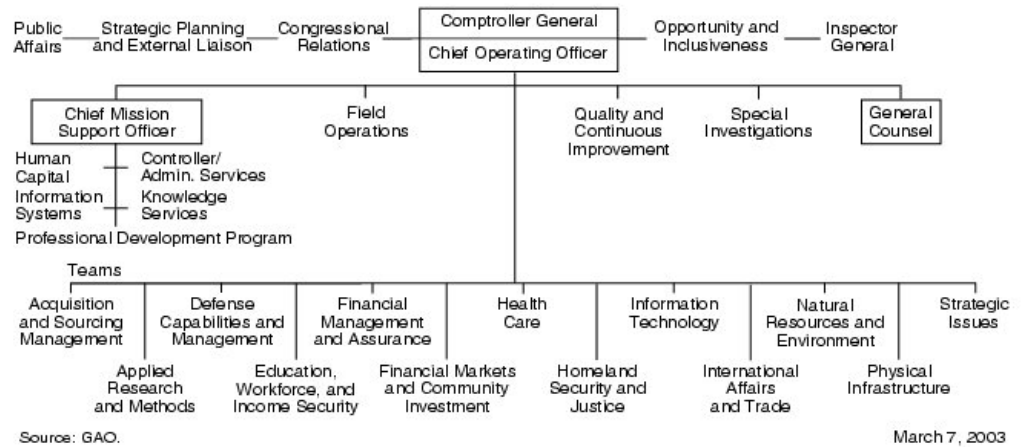 Comptroller General
Public
Affairs
Strategic Planning
and External Liaison
Congressional
Relations
Chief Operating Officer
Opportunity and
Inclusiveness
Inspector
General
Chief Mission
Support Officer
Field
Operations
Quality and
Continuous
Improvement
Special
Investigations
General
Counsel
Human
Capital
Controller/
Admin. Services
Information
Systems
Knowledge
Services
Professional Development Program
Teams
Acquisition
and Sourcing
Management
Defense
Capabilities and
Management
Financial
Management
and Assurance
Health
Care
Information
Technology
Natural
Resources and
Environment
Strategic
Issues
Applied
Research
and Methods
Education,
Workforce, and
Income Security
Financial Markets
and Community
Investment
Homeland
Security and
Justice
International
Affairs
and Trade
Physical
Infrastructure
Source: GAO.
March 7, 2003